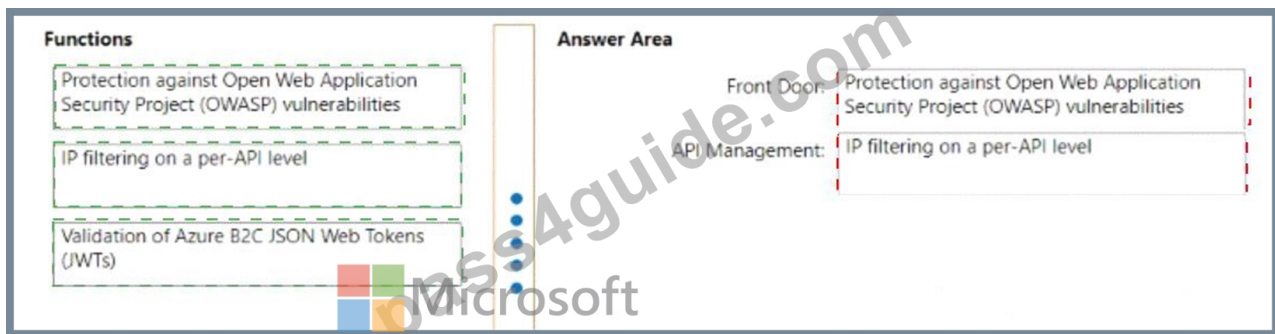 Functions
Protection against Open Web Application
Security Project (OWASP) vulnerabilities
IP filtering on a per-API level
Validation of Azure B2C JSON Web Tokens
(JWTs)
Answer Area
Front Door:
Protection against Open Web Application
Security Project (OWASP) vulnerabilities
API Management:
IP filtering on a per-API level
pass4guide.com
Microsoft